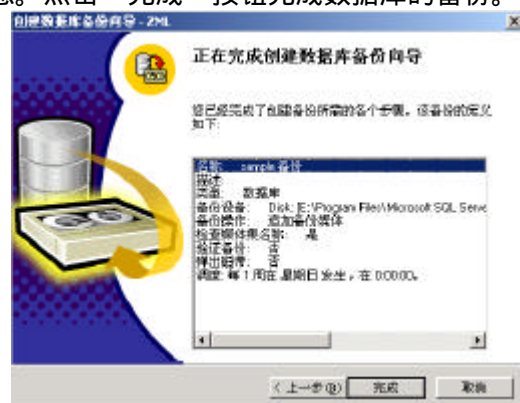 息。点击“完成”按钮完成数据库的备份。
创建数据库备份向导 - ZML
正在完成创建数据库备份向导
您已经完成了创建备份所需的各个步骤。该备份的定义
如下:
名称: sample 备份
描述:
类型: 数据库
备份设备: Disk: [E:\Program Files\Microsoft SQL Serve
备份操作: 追加备份媒体
检查媒体集名称: 是
验证备份: 否
弹出磁带: 否
调度: 每 1 周在 星期日 发生,在 0:00:00。
< 上一步(B)
完成
取消